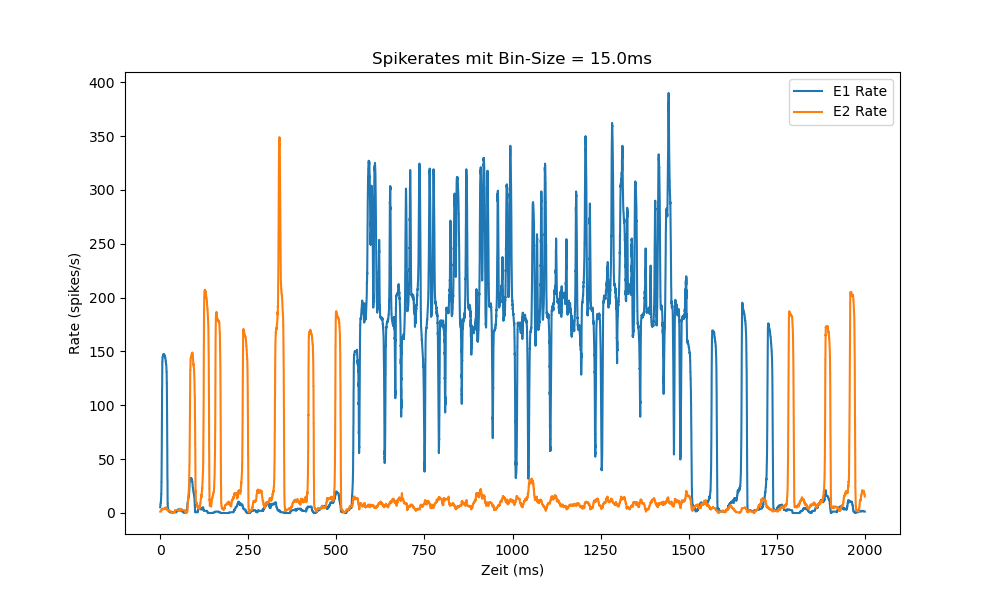 Spikerates mit Bin-Size = 15.0ms
E1 Rate
E2 Rate
400
350
300
250
200
150
100
50
0
Rate (spikes/s)
0 250 500 750 1000 1250 1500 1750 2000
Zeit (ms)